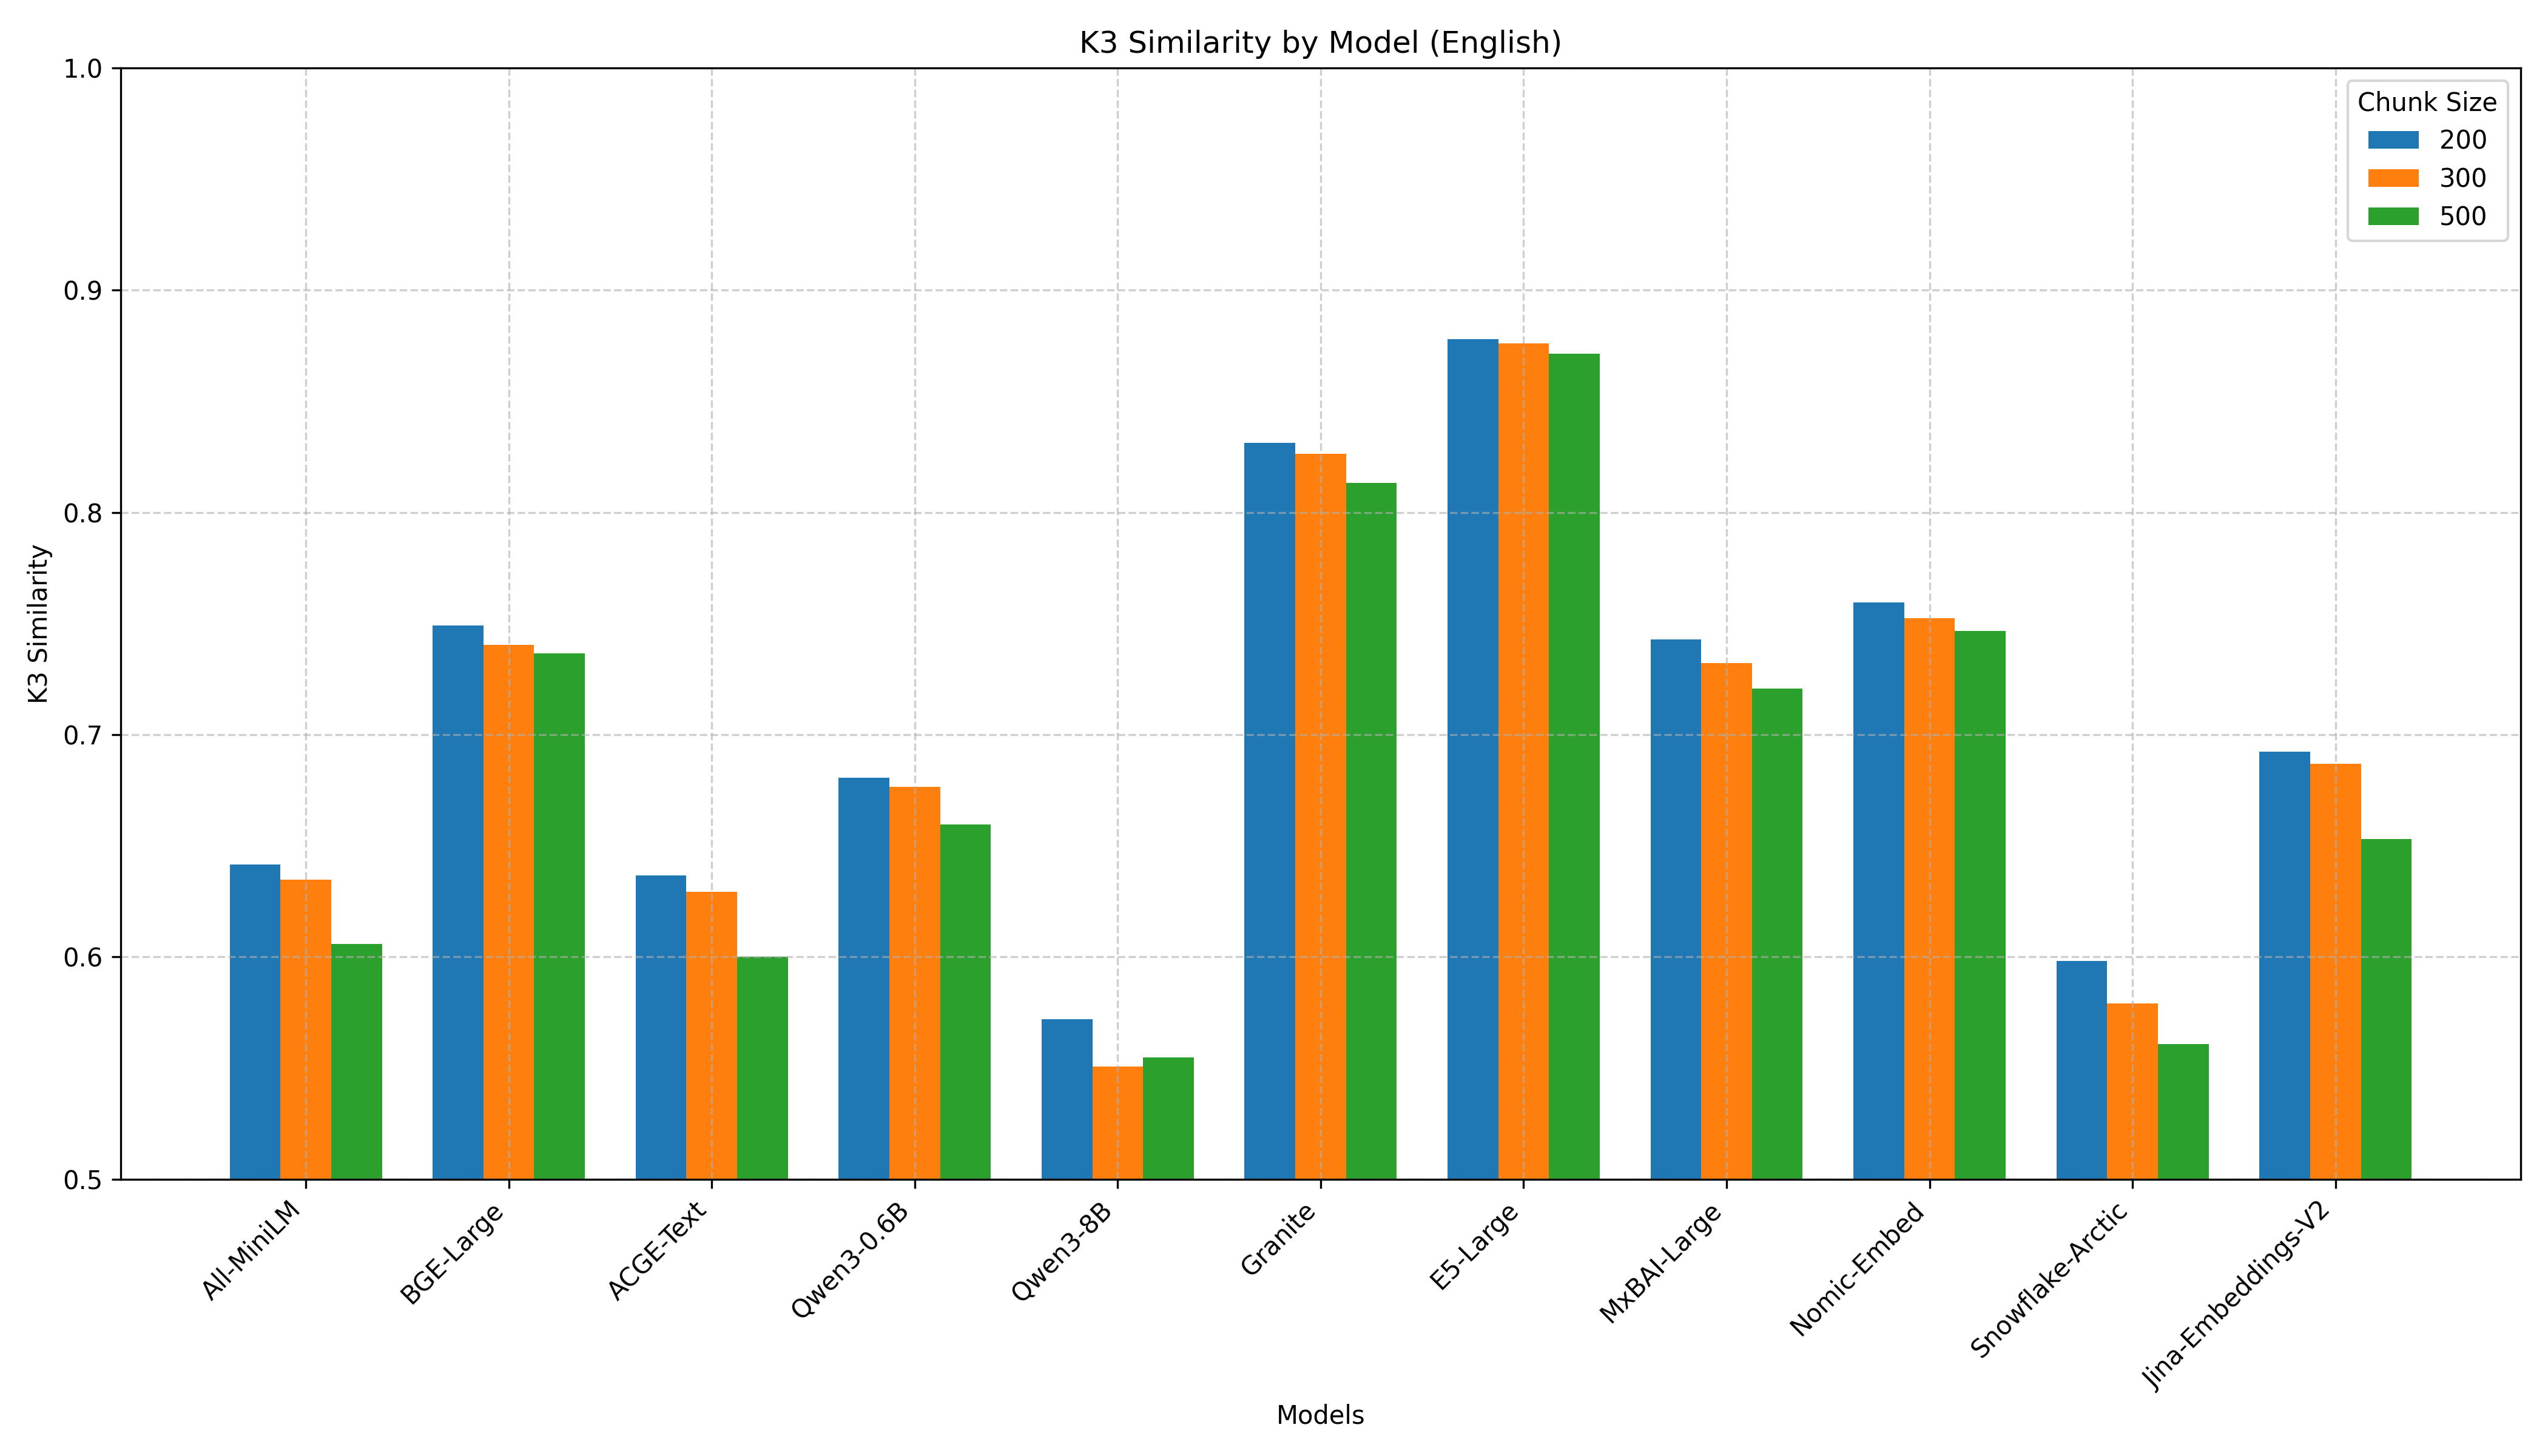 K3 Similarity by Model (English)
1.0
0.9
0.8
0.7
0.6
0.5
K3 Similarity
Chunk Size
200
300
500
All-MiniLM
BGE-Large
ACGE-Text
Qwen3-0.6B
Qwen3-8B
Granite
E5-Large
MxBAI-Large
Nomic-Embed
Snowflake-Arctic
Jina-Embeddings-V2
Models